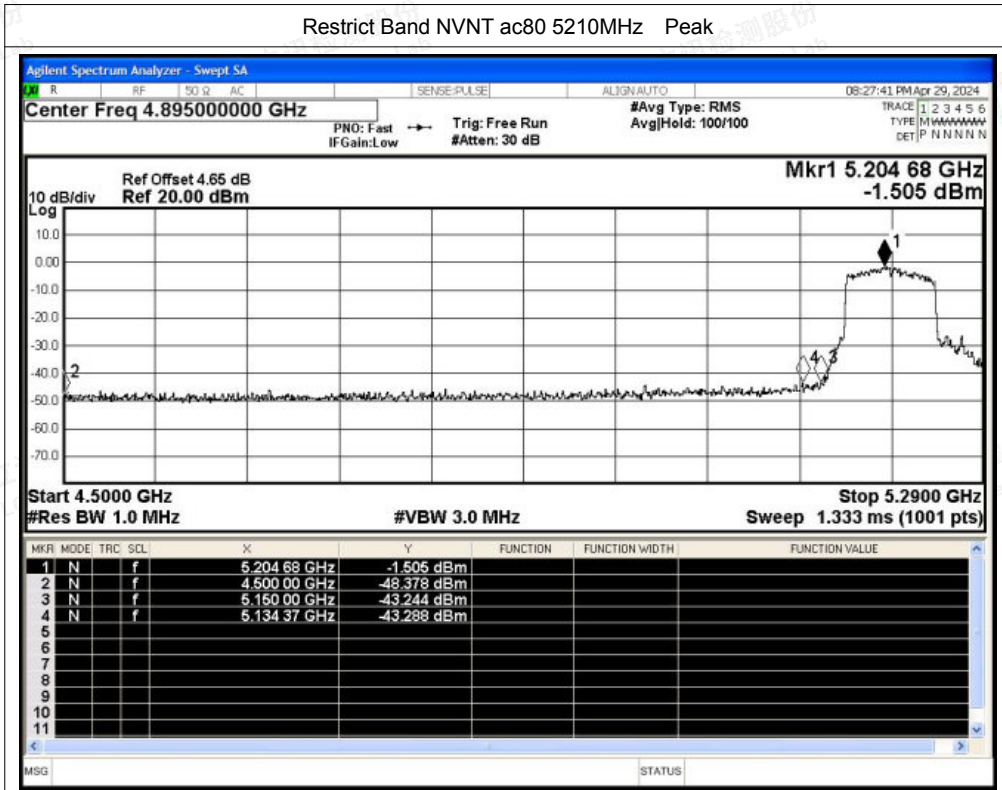 Restrict Band NVNT ac80 5210MHz Peak
Agilent Spectrum Analyzer - Swept SA
LXI R RF 50 Ω AC SENSE:PULSE ALIGN AUTO 08:27:41 PM Apr 29, 2024
Center Freq 4.895000000 GHz
PNO: Fast
IFGain:Low
Trig: Free Run
#Atten: 30 dB
#Avg Type: RMS
Avg|Hold: 100/100
TRACE 1 2 3 4 5 6
TYPE M
DET P N N N N N
Ref Offset 4.65 dB
10 dB/div Ref 20.00 dBm
Log
Mkr1 5.204 68 GHz
-1.505 dBm
10.0
0.00
-10.0
-20.0
-30.0
-40.0
-50.0
-60.0
-70.0
1
2
4 3
Start 4.5000 GHz Stop 5.2900 GHz
#Res BW 1.0 MHz #VBW 3.0 MHz Sweep 1.333 ms (1001 pts)
MKR MODE TRC SCL X Y FUNCTION FUNCTION WIDTH FUNCTION VALUE
1 N f 5.204 68 GHz -1.505 dBm
2 N f 4.500 00 GHz -48.378 dBm
3 N f 5.150 00 GHz -43.244 dBm
4 N f 5.134 37 GHz -43.288 dBm
5
6
7
8
9
10
11
MSG STATUS